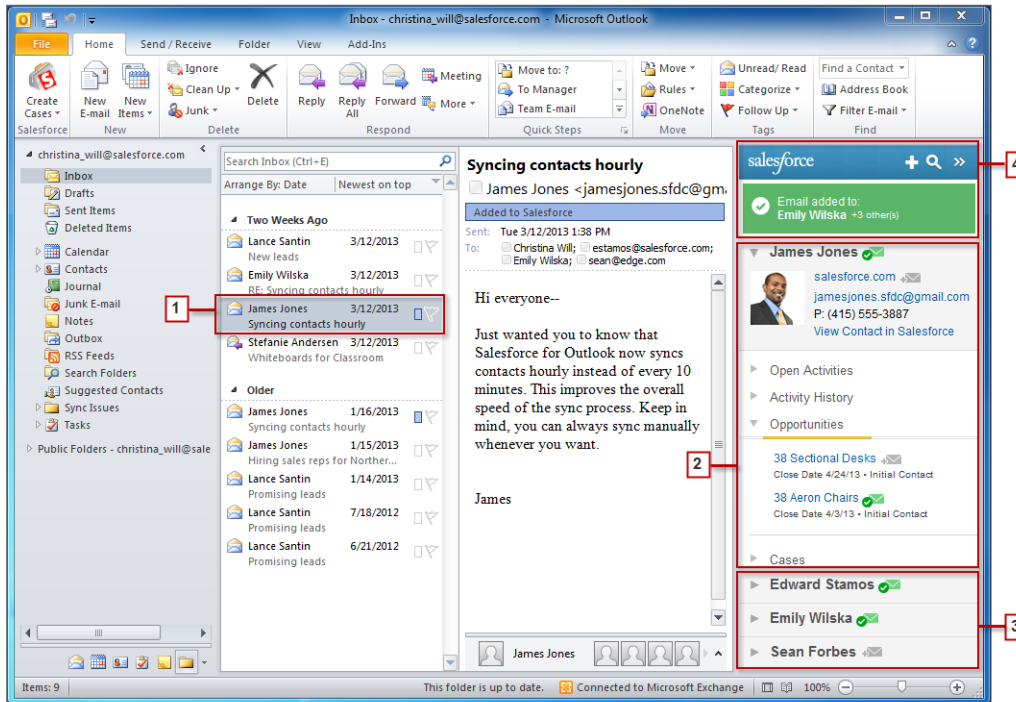 Inbox - christina_will@salesforce.com - Microsoft Outlook
File Home Send / Receive Folder View Add-Ins
Create Cases
New E-mail
New Items
Ignore
Clean Up
Junk
Delete
Reply
Reply All
Forward
Meeting
More
Move to: ?
To Manager
Team E-mail
Move
Rules
OneNote
Unread/ Read
Categorize
Follow Up
Find a Contact
Address Book
Filter E-mail
Salesforce New Delete Respond Quick Steps Move Tags Find
christina_will@salesforce.com
Inbox
Drafts
Sent Items
Deleted Items
Calendar
Contacts
Journal
Junk E-mail
Notes
Outbox
RSS Feeds
Search Folders
Suggested Contacts
Sync Issues
Tasks
Public Folders - christina_will@sale
Search Inbox (Ctrl+E)
Arrange By: Date Newest on top
Two Weeks Ago
Lance Santin 3/12/2013
New leads
Emily Wilska 3/12/2013
RE: Syncing contacts hourly
1
James Jones 3/12/2013
Syncing contacts hourly
Stefanie Andersen 3/12/2013
Whiteboards for Classroom
Older
James Jones 1/16/2013
Syncing contacts hourly
James Jones 1/15/2013
Hiring sales reps for Norther...
Lance Santin 1/14/2013
Promising leads
Lance Santin 7/18/2012
Promising leads
Lance Santin 6/21/2012
Promising leads
Syncing contacts hourly
James Jones <jamesjones.sfdc@gm
Added to Salesforce
Sent: Tue 3/12/2013 1:38 PM
To: Christina Will; estamos@salesforce.com;
Emily Wilska; sean@edge.com
Hi everyone--
Just wanted you to know that
Salesforce for Outlook now syncs
contacts hourly instead of every 10
minutes. This improves the overall
speed of the sync process. Keep in
mind, you can always sync manually
whenever you want.
James
James Jones
salesforce
4
Email added to:
Emily Wilska +3 other(s)
James Jones
salesforce.com
jamesjones.sfdc@gmail.com
P: (415) 555-3887
View Contact in Salesforce
Open Activities
Activity History
Opportunities
2
38 Sectional Desks
Close Date 4/24/13 • Initial Contact
38 Aeron Chairs
Close Date 4/3/13 • Initial Contact
Cases
Edward Stamos
Emily Wilska
3
Sean Forbes
Items: 9 This folder is up to date. Connected to Microsoft Exchange 100%